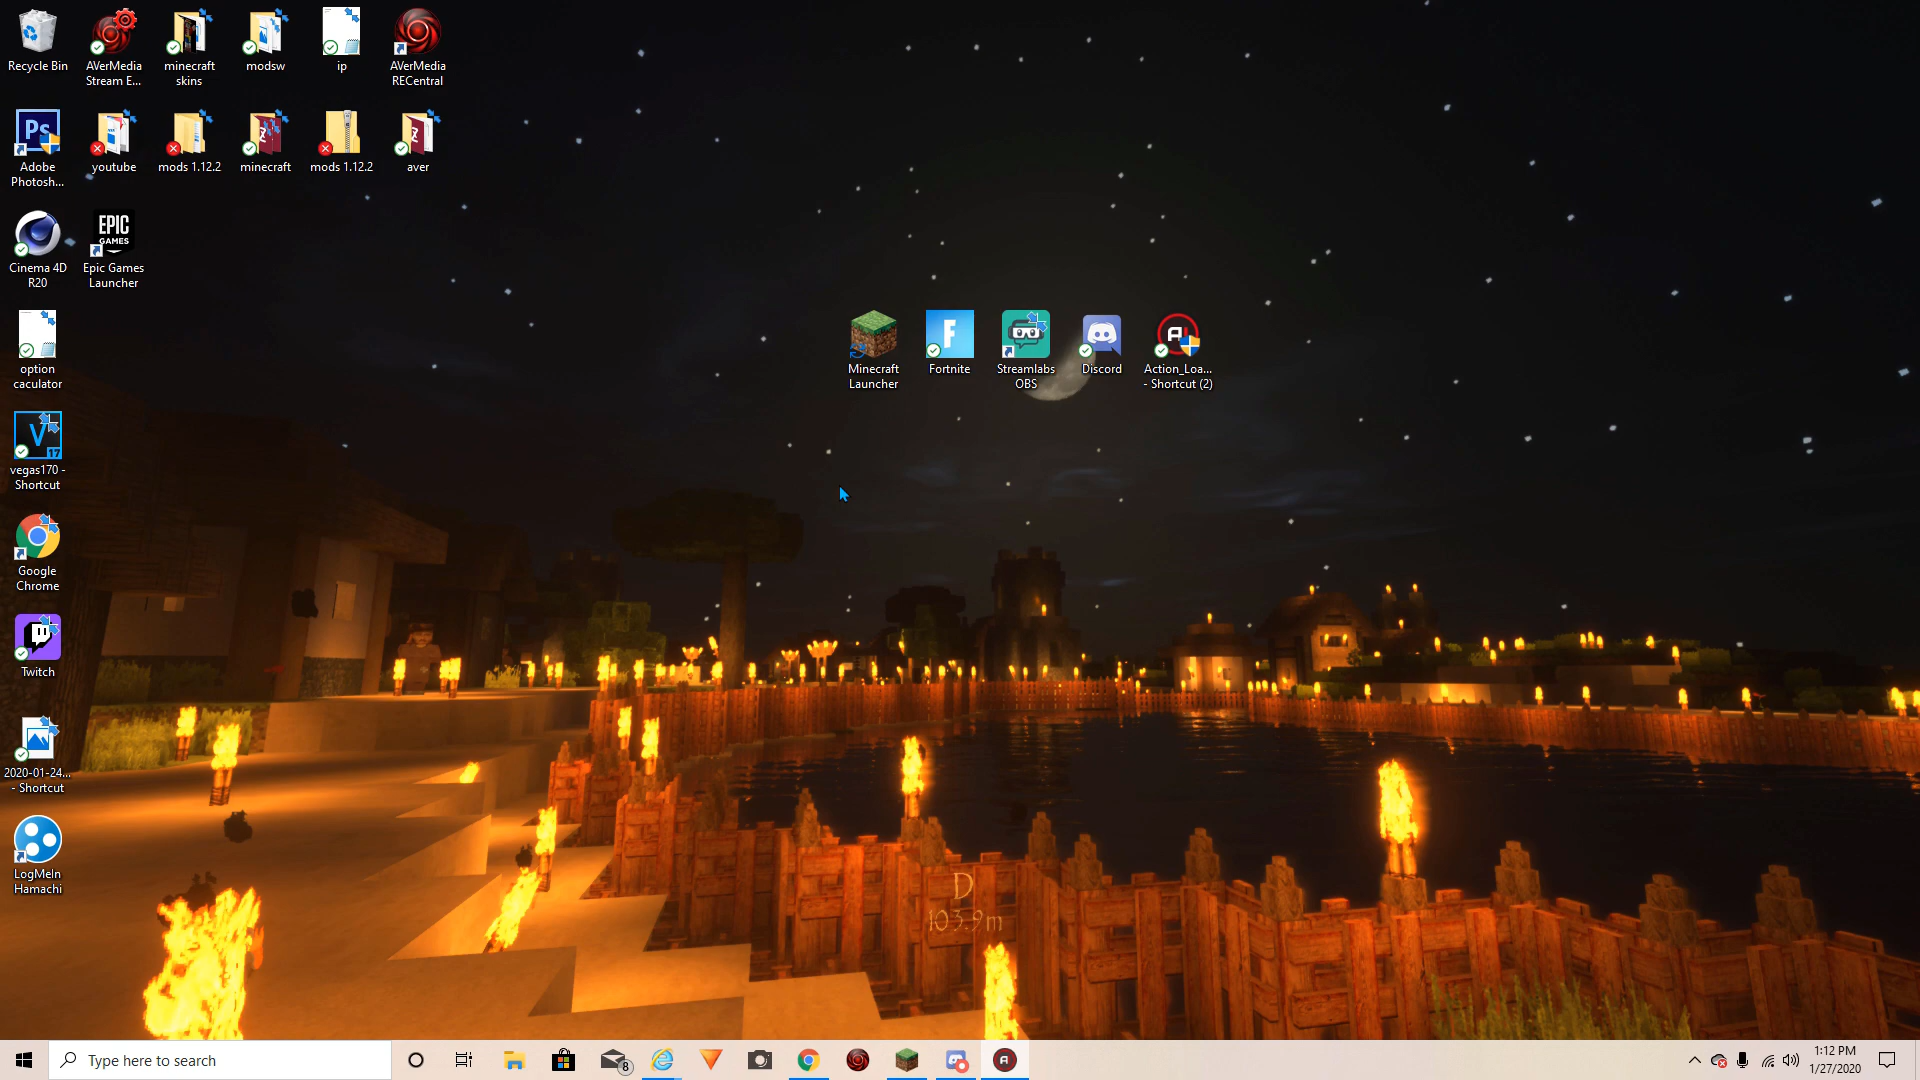 Recycle Bin
AVerMedia
Stream E...
minecraft
skins
modsw
ip
AVerMedia
RECentral
Ps
Adobe
Photosh...
youtube
mods 1.12.2
minecraft
mods 1.12.2
aver
Cinema 4D
R20
EPIC
GAMES
Epic Games
Launcher
Minecraft
Launcher
F
Fortnite
Streamlabs
OBS
Discord
Action_Loa...
- Shortcut (2)
option
caculator
V
17
vegas170 -
Shortcut
Google
Chrome
Twitch
2020-01-24...
- Shortcut
LogMeIn
Hamachi
D
103.9m
Type here to search
8
1:12 PM
1/27/2020